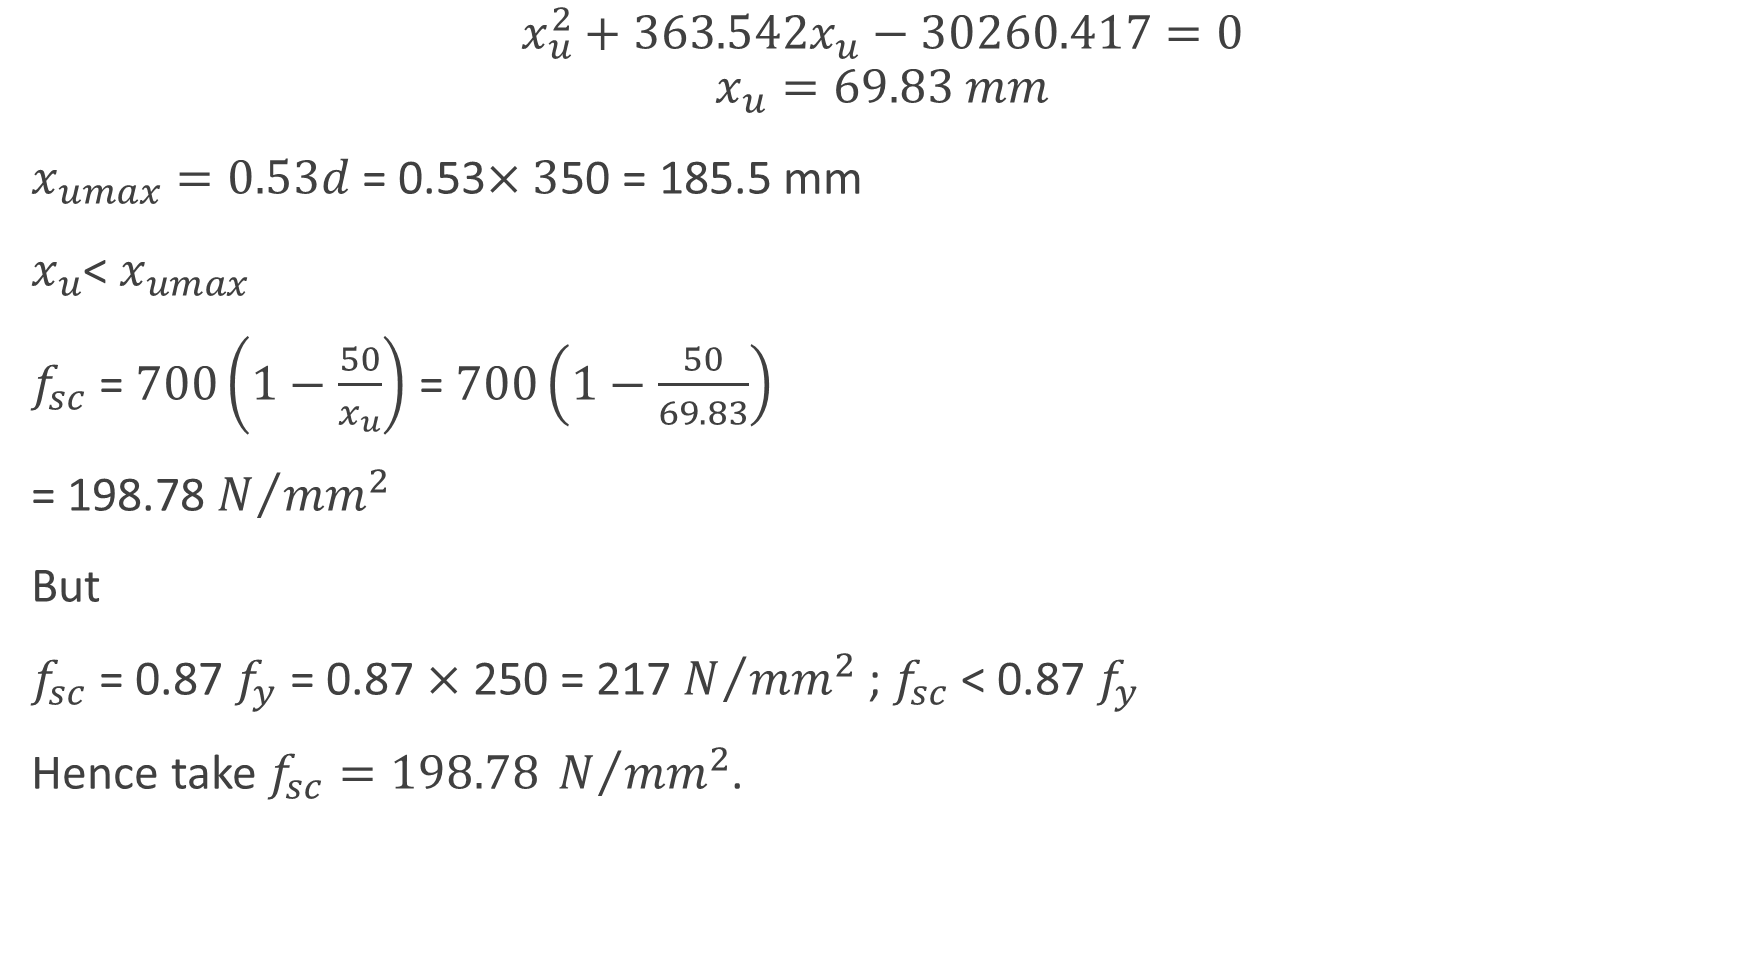 x_u^2 + 363.542x_u − 30260.417 = 0
x_u = 69.83 mm
x_umax = 0.53d = 0.53× 350 = 185.5 mm
x_u< x_umax
f_sc = 700(1 − 50/x_u) = 700(1 − 50/69.83)
= 198.78 N/mm^2
But
f_sc = 0.87 f_y = 0.87 × 250 = 217 N/mm^2 ; f_sc < 0.87 f_y
Hence take f_sc = 198.78 N/mm^2.